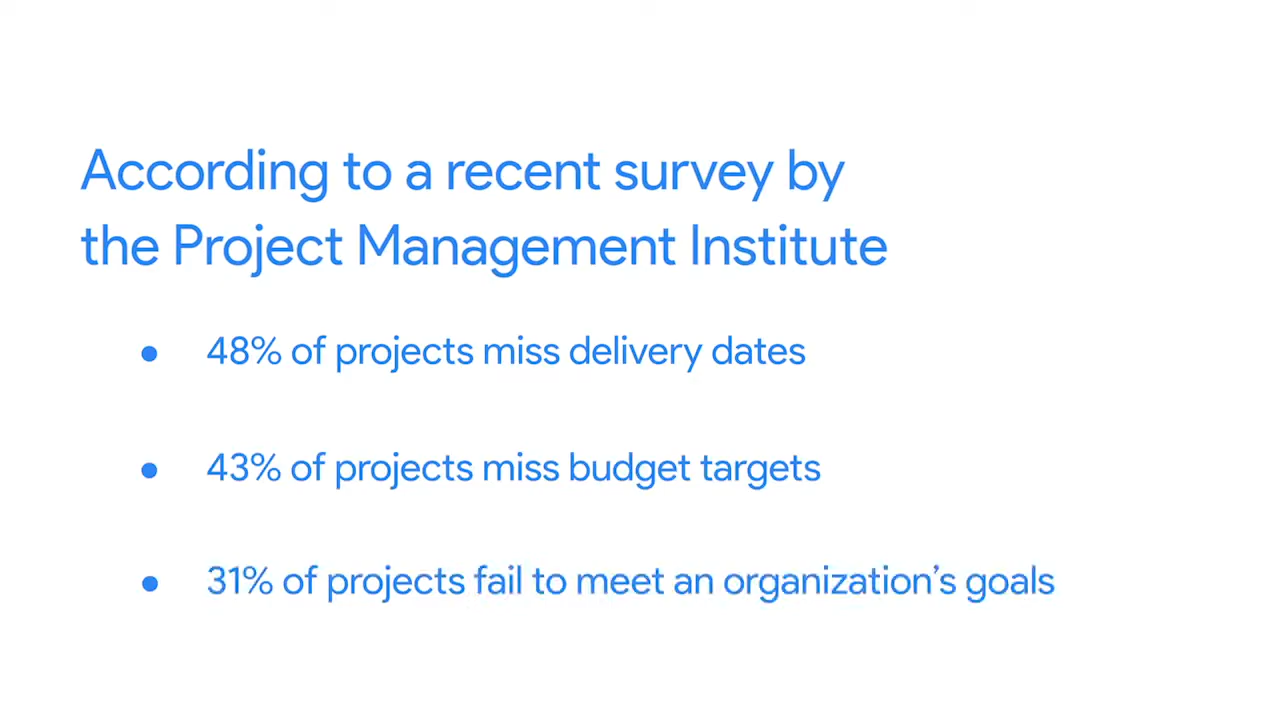 According to a recent survey by
the Project Management Institute
● 48% of projects miss delivery dates
● 43% of projects miss budget targets
● 31% of projects fail to meet an organization’s goals